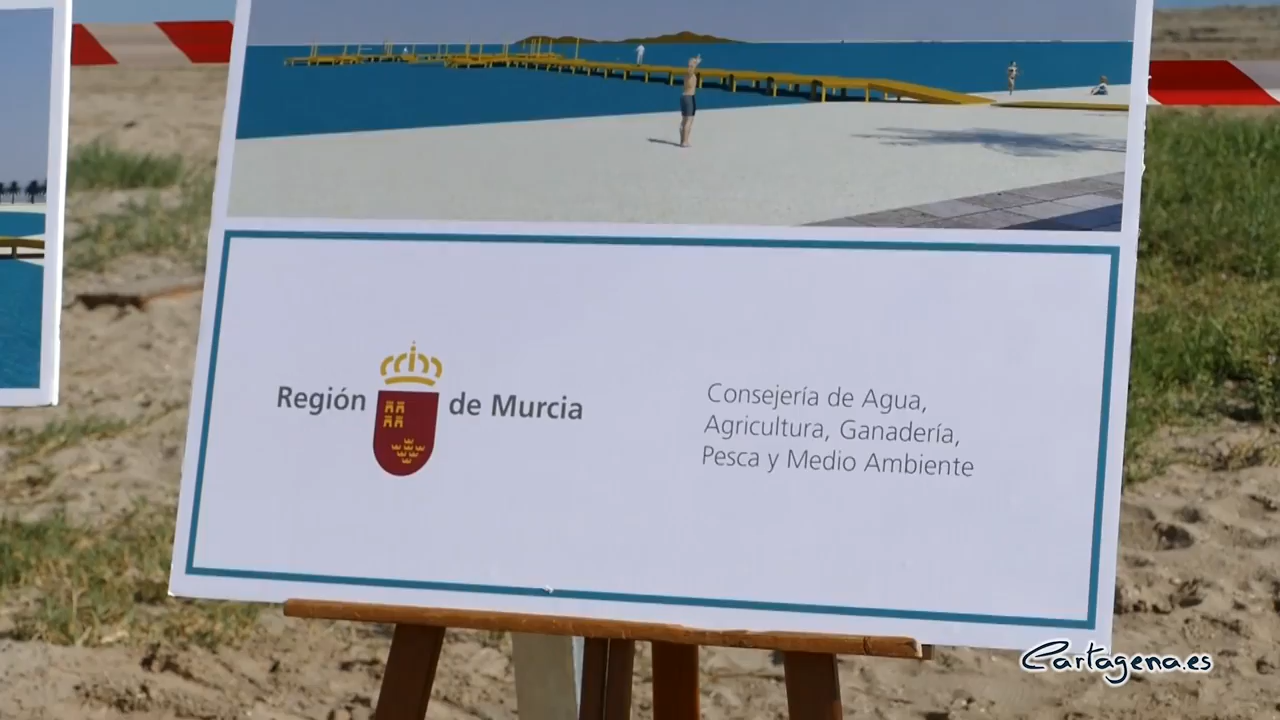 Región de Murcia
Consejería de Agua,
Agricultura, Ganadería,
Pesca y Medio Ambiente
Cartagena.es